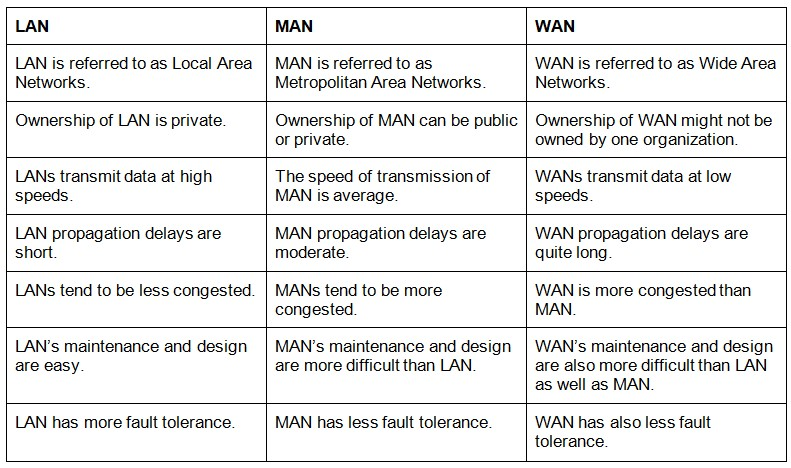 LAN
MAN
WAN
LAN is referred to as Local Area
Networks.
MAN is referred to as
Metropolitan Area Networks.
WAN is referred to as Wide Area
Networks.
Ownership of LAN is private.
Ownership of MAN can be public
or private.
Ownership of WAN might not be
owned by one organization.
LANs transmit data at high
speeds.
The speed of transmission of
MAN is average.
WANs transmit data at low
speeds.
LAN propagation delays are
short.
MAN propagation delays are
moderate.
WAN propagation delays are
quite long.
LANs tend to be less congested.
MANs tend to be more
congested.
WAN is more congested than
MAN.
LAN’s maintenance and design
are easy.
MAN’s maintenance and design
are more difficult than LAN.
WAN’s maintenance and design
are also more difficult than LAN
as well as MAN.
LAN has more fault tolerance.
MAN has less fault tolerance.
WAN has also less fault
tolerance.